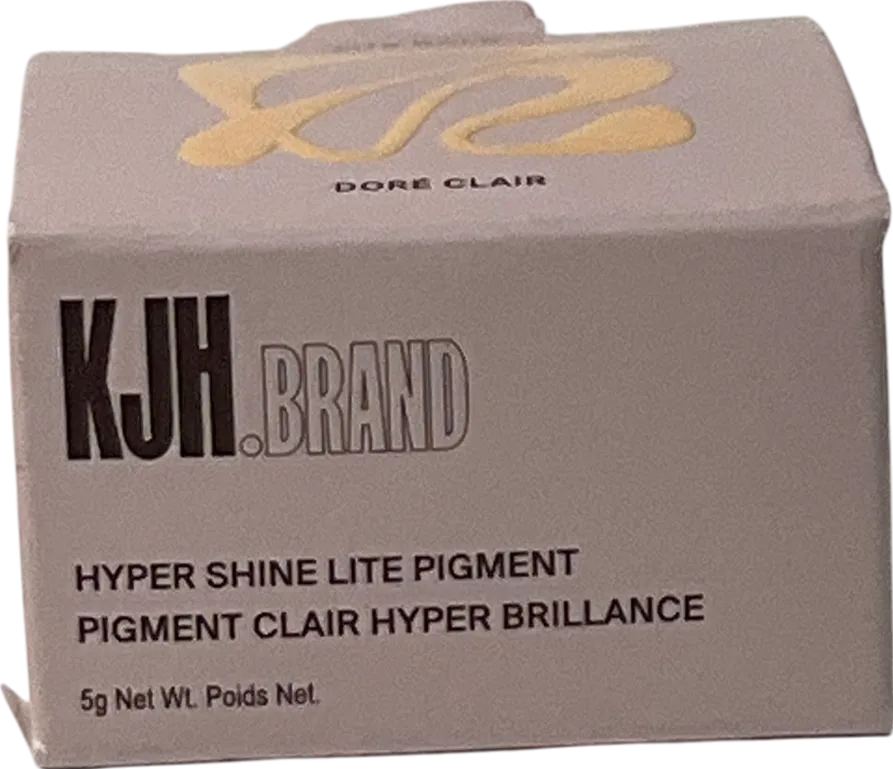 DORÉ CLAIR
KJH.BRAND
HYPER SHINE LITE PIGMENT
PIGMENT CLAIR HYPER BRILLANCE
5g Net Wt. Poids Net.